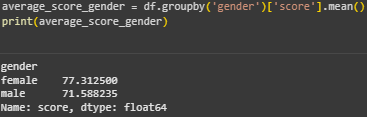 average_score_gender = df.groupby('gender')['score'].mean()
print(average_score_gender)
gender
female    77.312500
male      71.588235
Name: score, dtype: float64